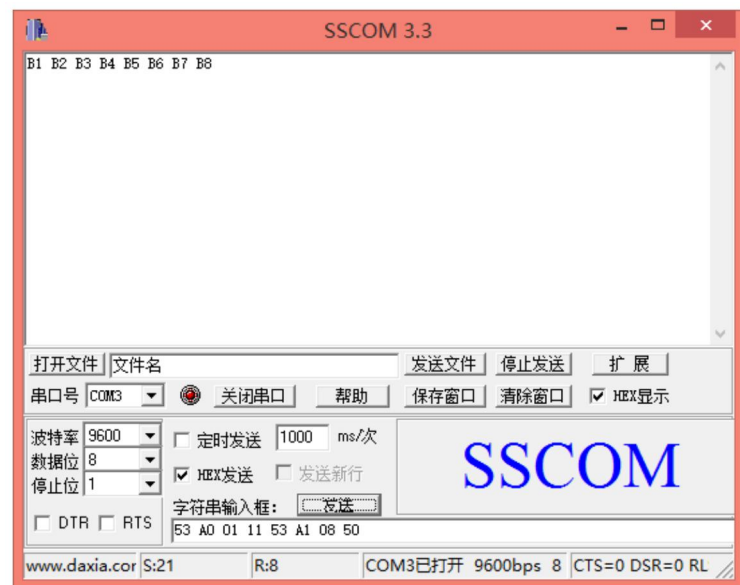 SSCOM 3.3
B1 B2 B3 B4 B5 B6 B7 B8
打开文件 文件名 发送文件 停止发送 扩 展
串口号 COM3 关闭串口 帮助 保存窗口 清除窗口 HEX显示
波特率 9600 定时发送 1000 ms/次
数据位 8
HEX发送 发送新行
停止位 1
SSCOM
字符串输入框: 发送
DTR RTS
53 A0 01 11 53 A1 08 50
www.daxia.cor S:21 R:8 COM3已打开 9600bps 8 CTS=0 DSR=0 RL